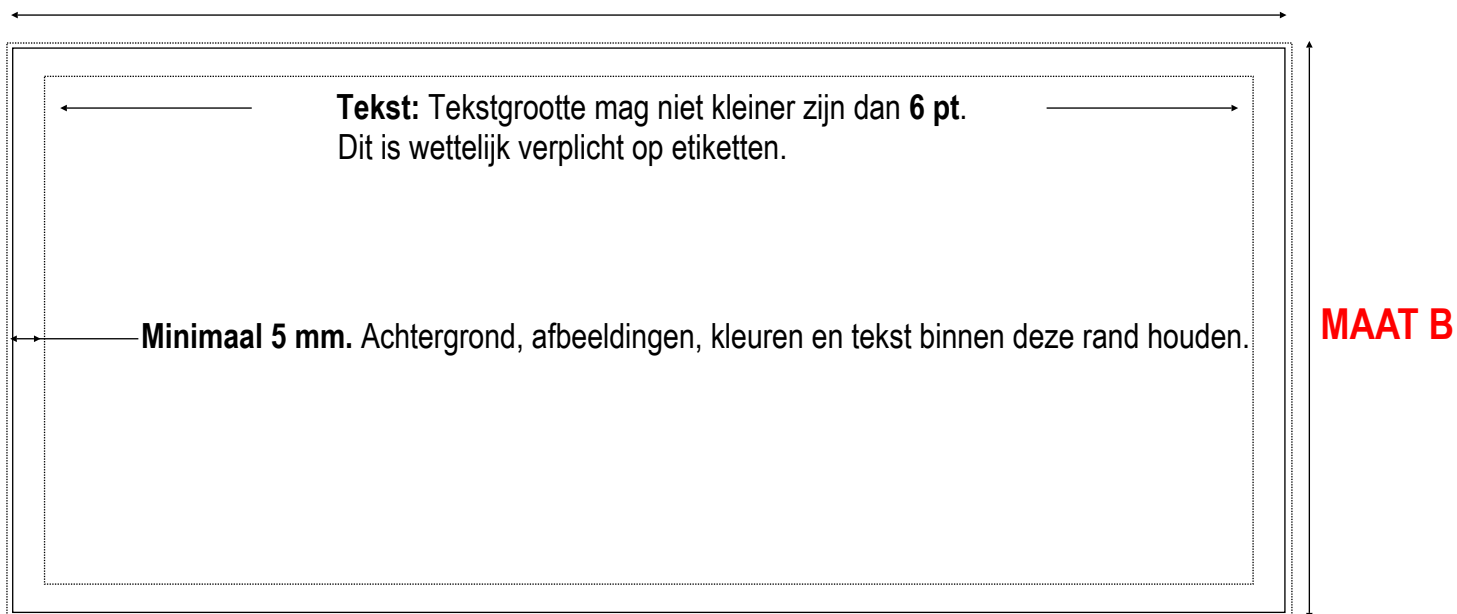 Tekst: Tekstgrootte mag niet kleiner zijn dan 6 pt.
Dit is wettelijk verplicht op etiketten.
Minimaal 5 mm. Achtergrond, afbeeldingen, kleuren en tekst binnen deze rand houden.
MAAT B